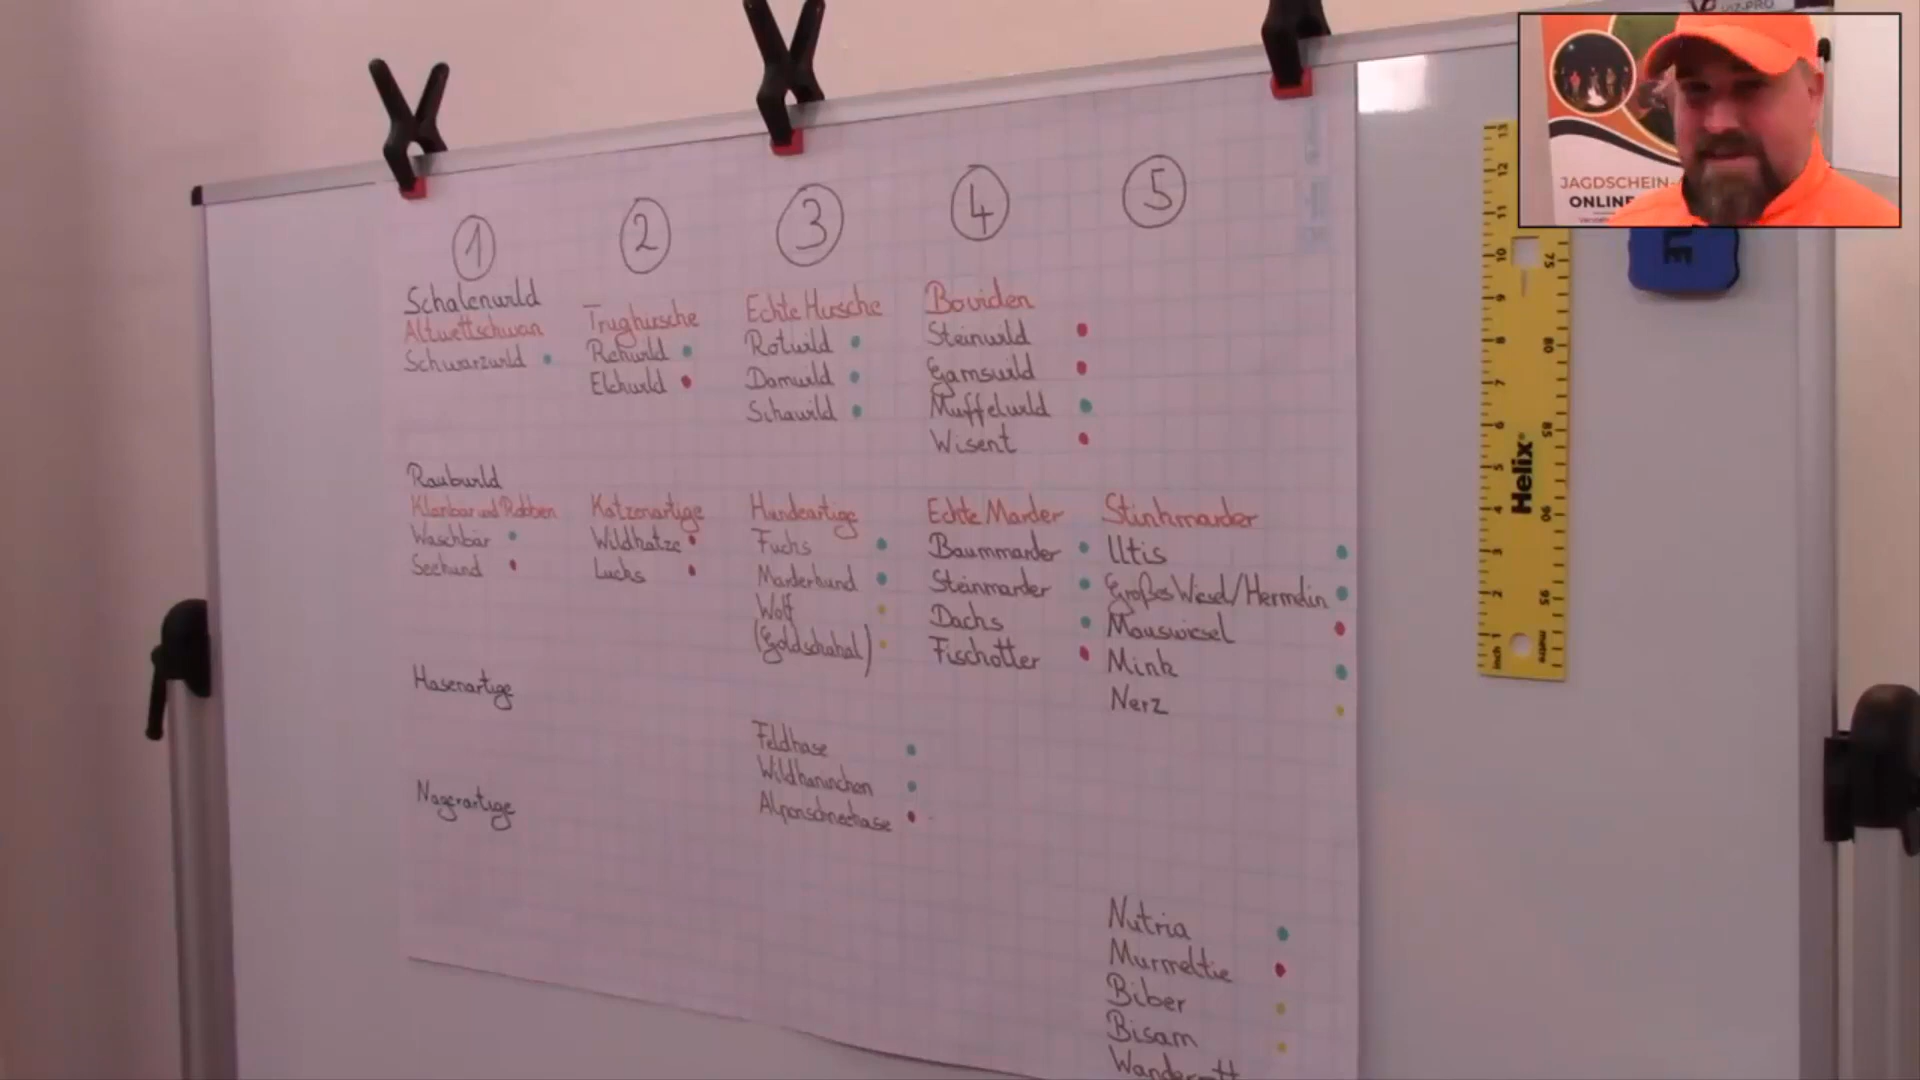 VIZ-PRO
JAGDSCHEIN-
ONLINE
1
2
3
4
5
Schalenwild
Altweltschwein
Schwarzwild
Trughirsche
Rehwild
Elchwild
Echte Hirsche
Rotwild
Damwild
Sikawild
Boviden
Steinwild
Gamswild
Muffelwild
Wisent
Raubwild
Kleinbär und Robben
Waschbär
Seehund
Katzenartige
Wildkatze
Luchs
Hundeartige
Fuchs
Marderhund
Wolf
(Goldschakal)
Echte Marder
Baummarder
Steinmarder
Dachs
Fischotter
Stinkmarder
Iltis
Großes Wiesel/Hermelin
Mauswiesel
Mink
Nerz
Hasenartige
Feldhase
Wildkaninchen
Alpenschneehase
Nagerartige
Nutria
Murmeltie
Biber
Bisam
Helix